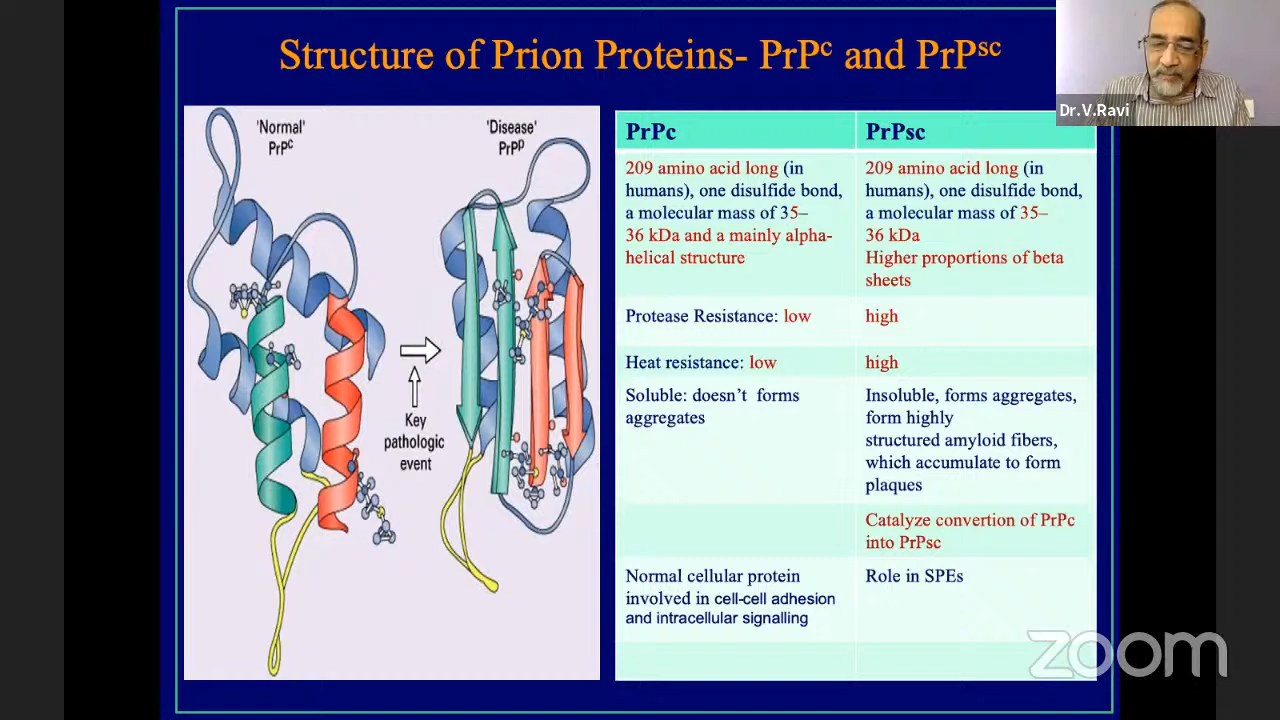 Structure of Prion Proteins- PrPᶜ and PrPˢᶜ
Dr.V.Ravi
'Normal'
PrPᶜ
'Disease'
PrPᵖ
Key
pathologic
event
PrPc
PrPsc
209 amino acid long (in
humans), one disulfide bond,
a molecular mass of 35–
36 kDa and a mainly alpha-
helical structure
209 amino acid long (in
humans), one disulfide bond,
a molecular mass of 35–
36 kDa
Higher proportions of beta
sheets
Protease Resistance: low
high
Heat resistance: low
high
Soluble: doesn't forms
aggregates
Insoluble, forms aggregates,
form highly
structured amyloid fibers,
which accumulate to form
plaques
Catalyze convertion of PrPc
into PrPsc
Normal cellular protein
involved in cell-cell adhesion
and intracellular signalling
Role in SPEs
zoom